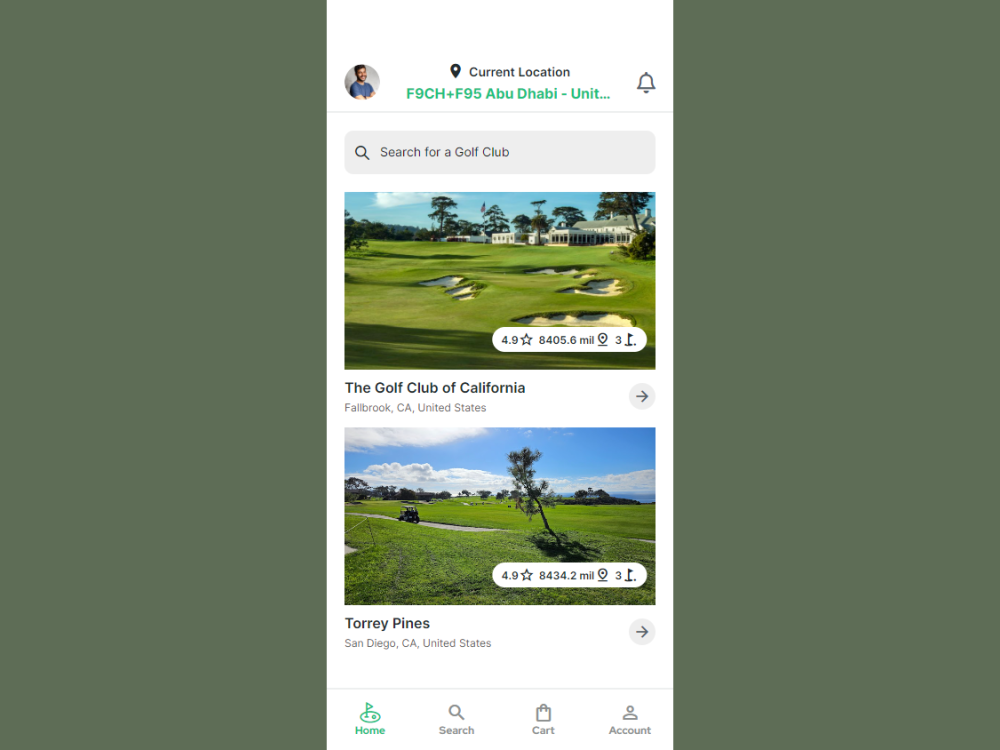 Current Location
F9CH+F95 Abu Dhabi - Unit...
Search for a Golf Club
4.9 8405.6 mil 3
The Golf Club of California
Fallbrook, CA, United States
4.9 8434.2 mil 3
Torrey Pines
San Diego, CA, United States
Home Search Cart Account